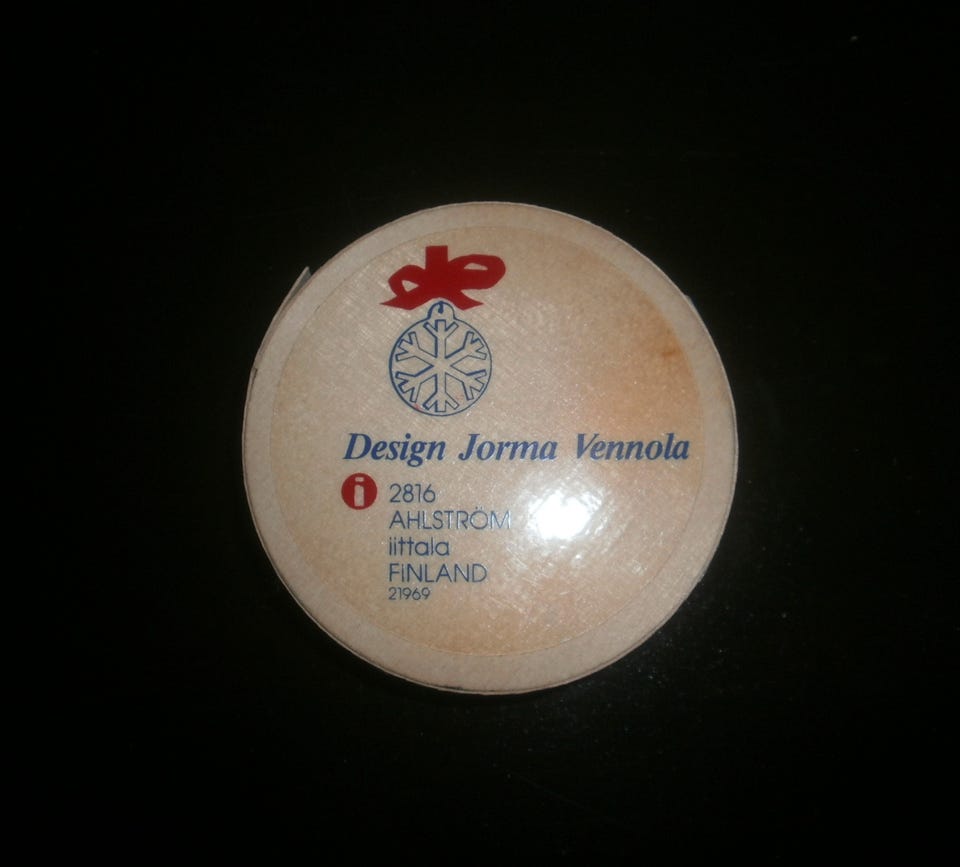 Design Jorma Vennola
i 2816
AHLSTRÖM
iittala
FiNLAND
21969